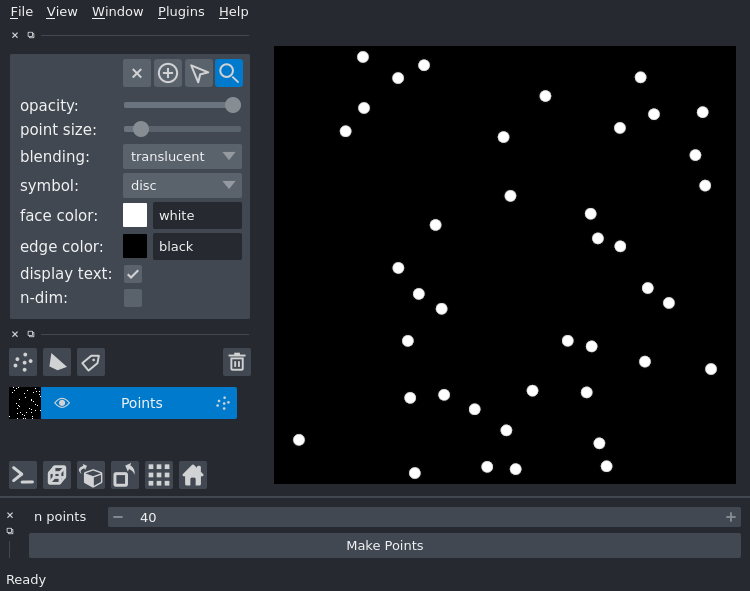 File View Window Plugins Help
opacity:
point size:
blending: translucent
symbol: disc
face color: white
edge color: black
display text:
n-dim:
Points
n points 40
Make Points
Ready